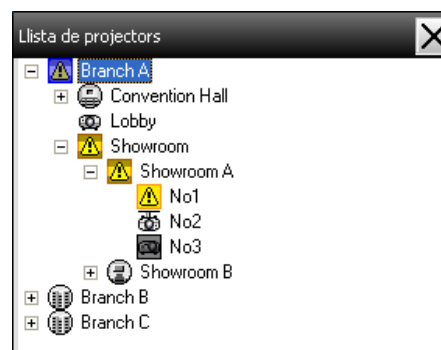 Llista de projectors
Branch A
Convention Hall
Lobby
Showroom
Showroom A
No1
No2
No3
Showroom B
Branch B
Branch C